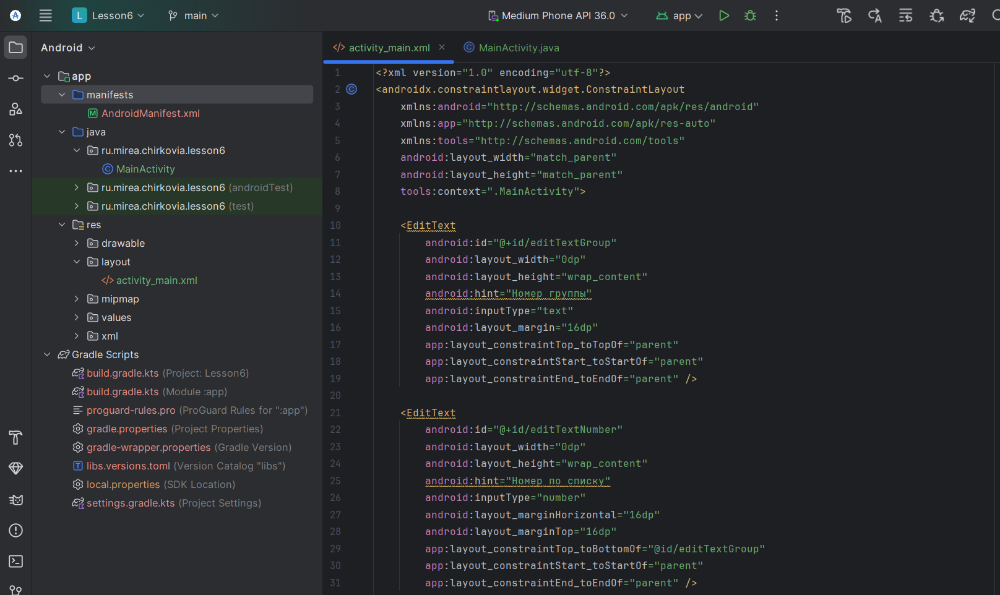 L Lesson6 main Medium Phone API 36.0 app
Android
app
manifests
AndroidManifest.xml
java
ru.mirea.chirkovia.lesson6
MainActivity
ru.mirea.chirkovia.lesson6 (androidTest)
ru.mirea.chirkovia.lesson6 (test)
res
drawable
layout
activity_main.xml
mipmap
values
xml
Gradle Scripts
build.gradle.kts (Project: Lesson6)
build.gradle.kts (Module :app)
proguard-rules.pro (ProGuard Rules for ":app")
gradle.properties (Project Properties)
gradle-wrapper.properties (Gradle Version)
libs.versions.toml (Version Catalog "libs")
local.properties (SDK Location)
settings.gradle.kts (Project Settings)
activity_main.xml MainActivity.java
1 <?xml version="1.0" encoding="utf-8"?>
2 <androidx.constraintlayout.widget.ConstraintLayout
3 xmlns:android="http://schemas.android.com/apk/res/android"
4 xmlns:app="http://schemas.android.com/apk/res-auto"
5 xmlns:tools="http://schemas.android.com/tools"
6 android:layout_width="match_parent"
7 android:layout_height="match_parent"
8 tools:context=".MainActivity">
9
10 <EditText
11 android:id="@+id/editTextGroup"
12 android:layout_width="0dp"
13 android:layout_height="wrap_content"
14 android:hint="Номер группы"
15 android:inputType="text"
16 android:layout_margin="16dp"
17 app:layout_constraintTop_toTopOf="parent"
18 app:layout_constraintStart_toStartOf="parent"
19 app:layout_constraintEnd_toEndOf="parent" />
20
21 <EditText
22 android:id="@+id/editTextNumber"
23 android:layout_width="0dp"
24 android:layout_height="wrap_content"
25 android:hint="Номер по списку"
26 android:inputType="number"
27 android:layout_marginHorizontal="16dp"
28 android:layout_marginTop="16dp"
29 app:layout_constraintTop_toBottomOf="@id/editTextGroup"
30 app:layout_constraintStart_toStartOf="parent"
31 app:layout_constraintEnd_toEndOf="parent" />